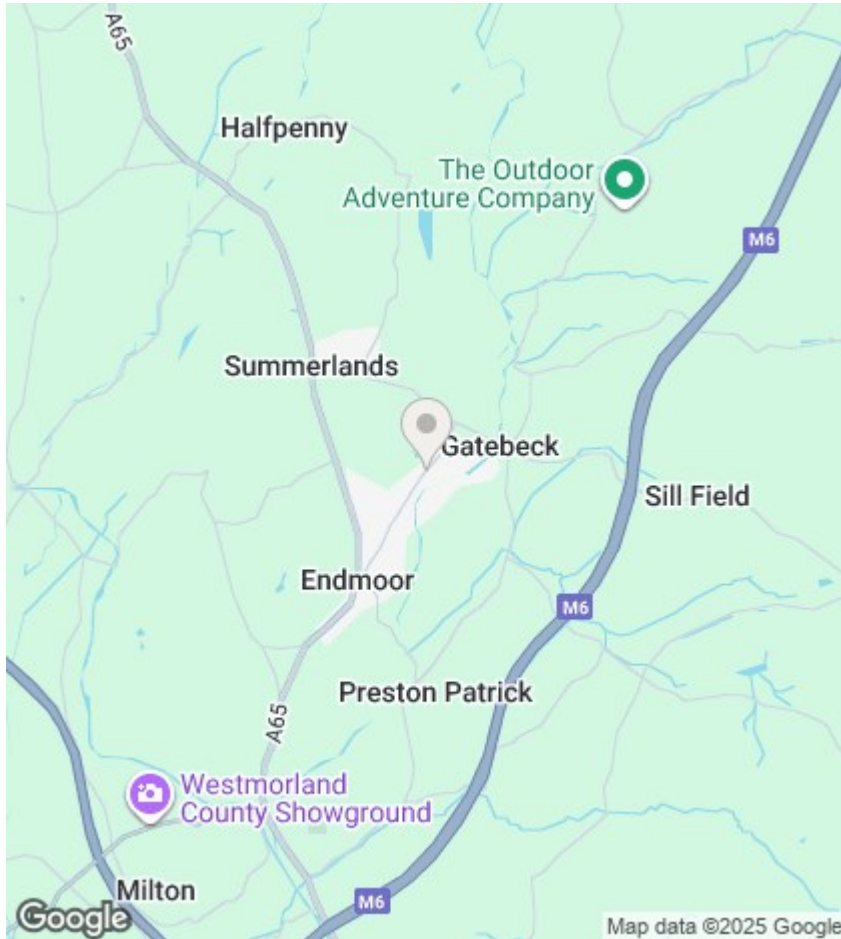 A65
Halfpenny
The Outdoor
Adventure Company
M6
Summerlands
Gatebeck
Sill Field
Endmoor
M6
Preston Patrick
A65
Westmorland
County Showground
Milton
M6
Google
Map data ©2025 Google